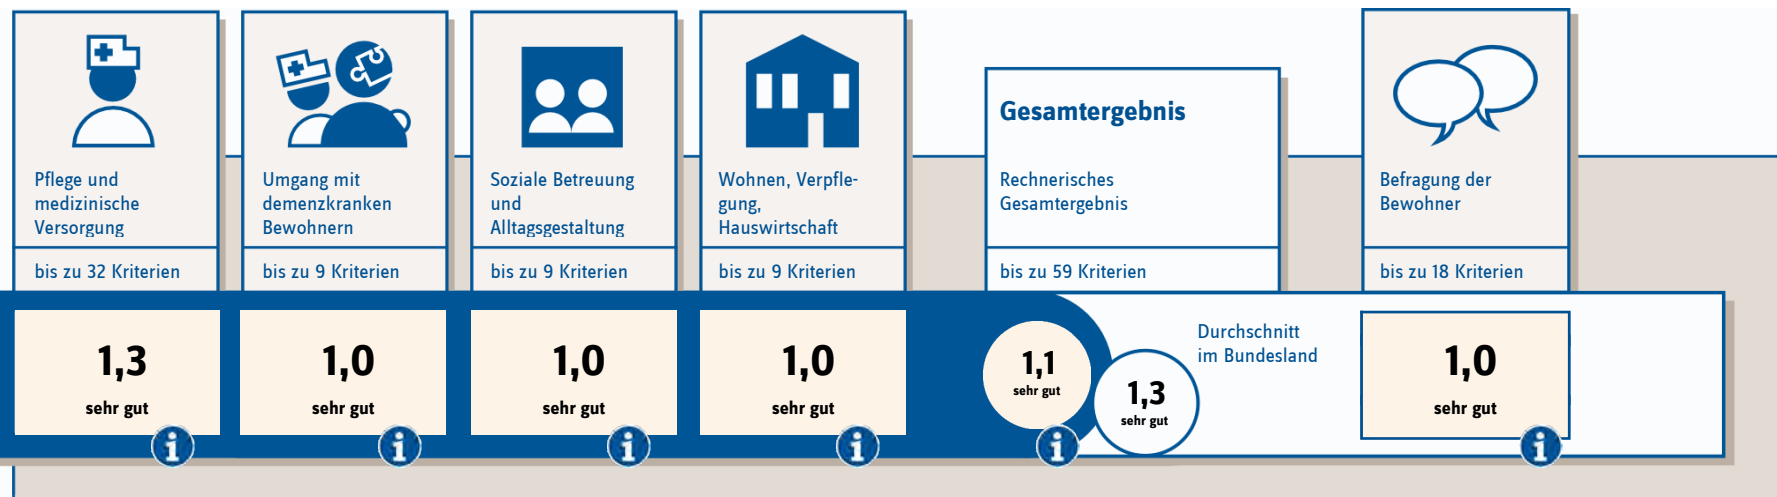 Pflege und
medizinische
Versorgung
bis zu 32 Kriterien
1,3
sehr gut
Umgang mit
demenzkranken
Bewohnern
bis zu 9 Kriterien
1,0
sehr gut
Soziale Betreuung
und
Alltagsgestaltung
bis zu 9 Kriterien
1,0
sehr gut
Wohnen, Verpfle-
gung,
Hauswirtschaft
bis zu 9 Kriterien
1,0
sehr gut
Gesamtergebnis
Rechnerisches
Gesamtergebnis
bis zu 59 Kriterien
1,1
sehr gut
1,3
sehr gut
Durchschnitt
im Bundesland
Befragung der
Bewohner
bis zu 18 Kriterien
1,0
sehr gut